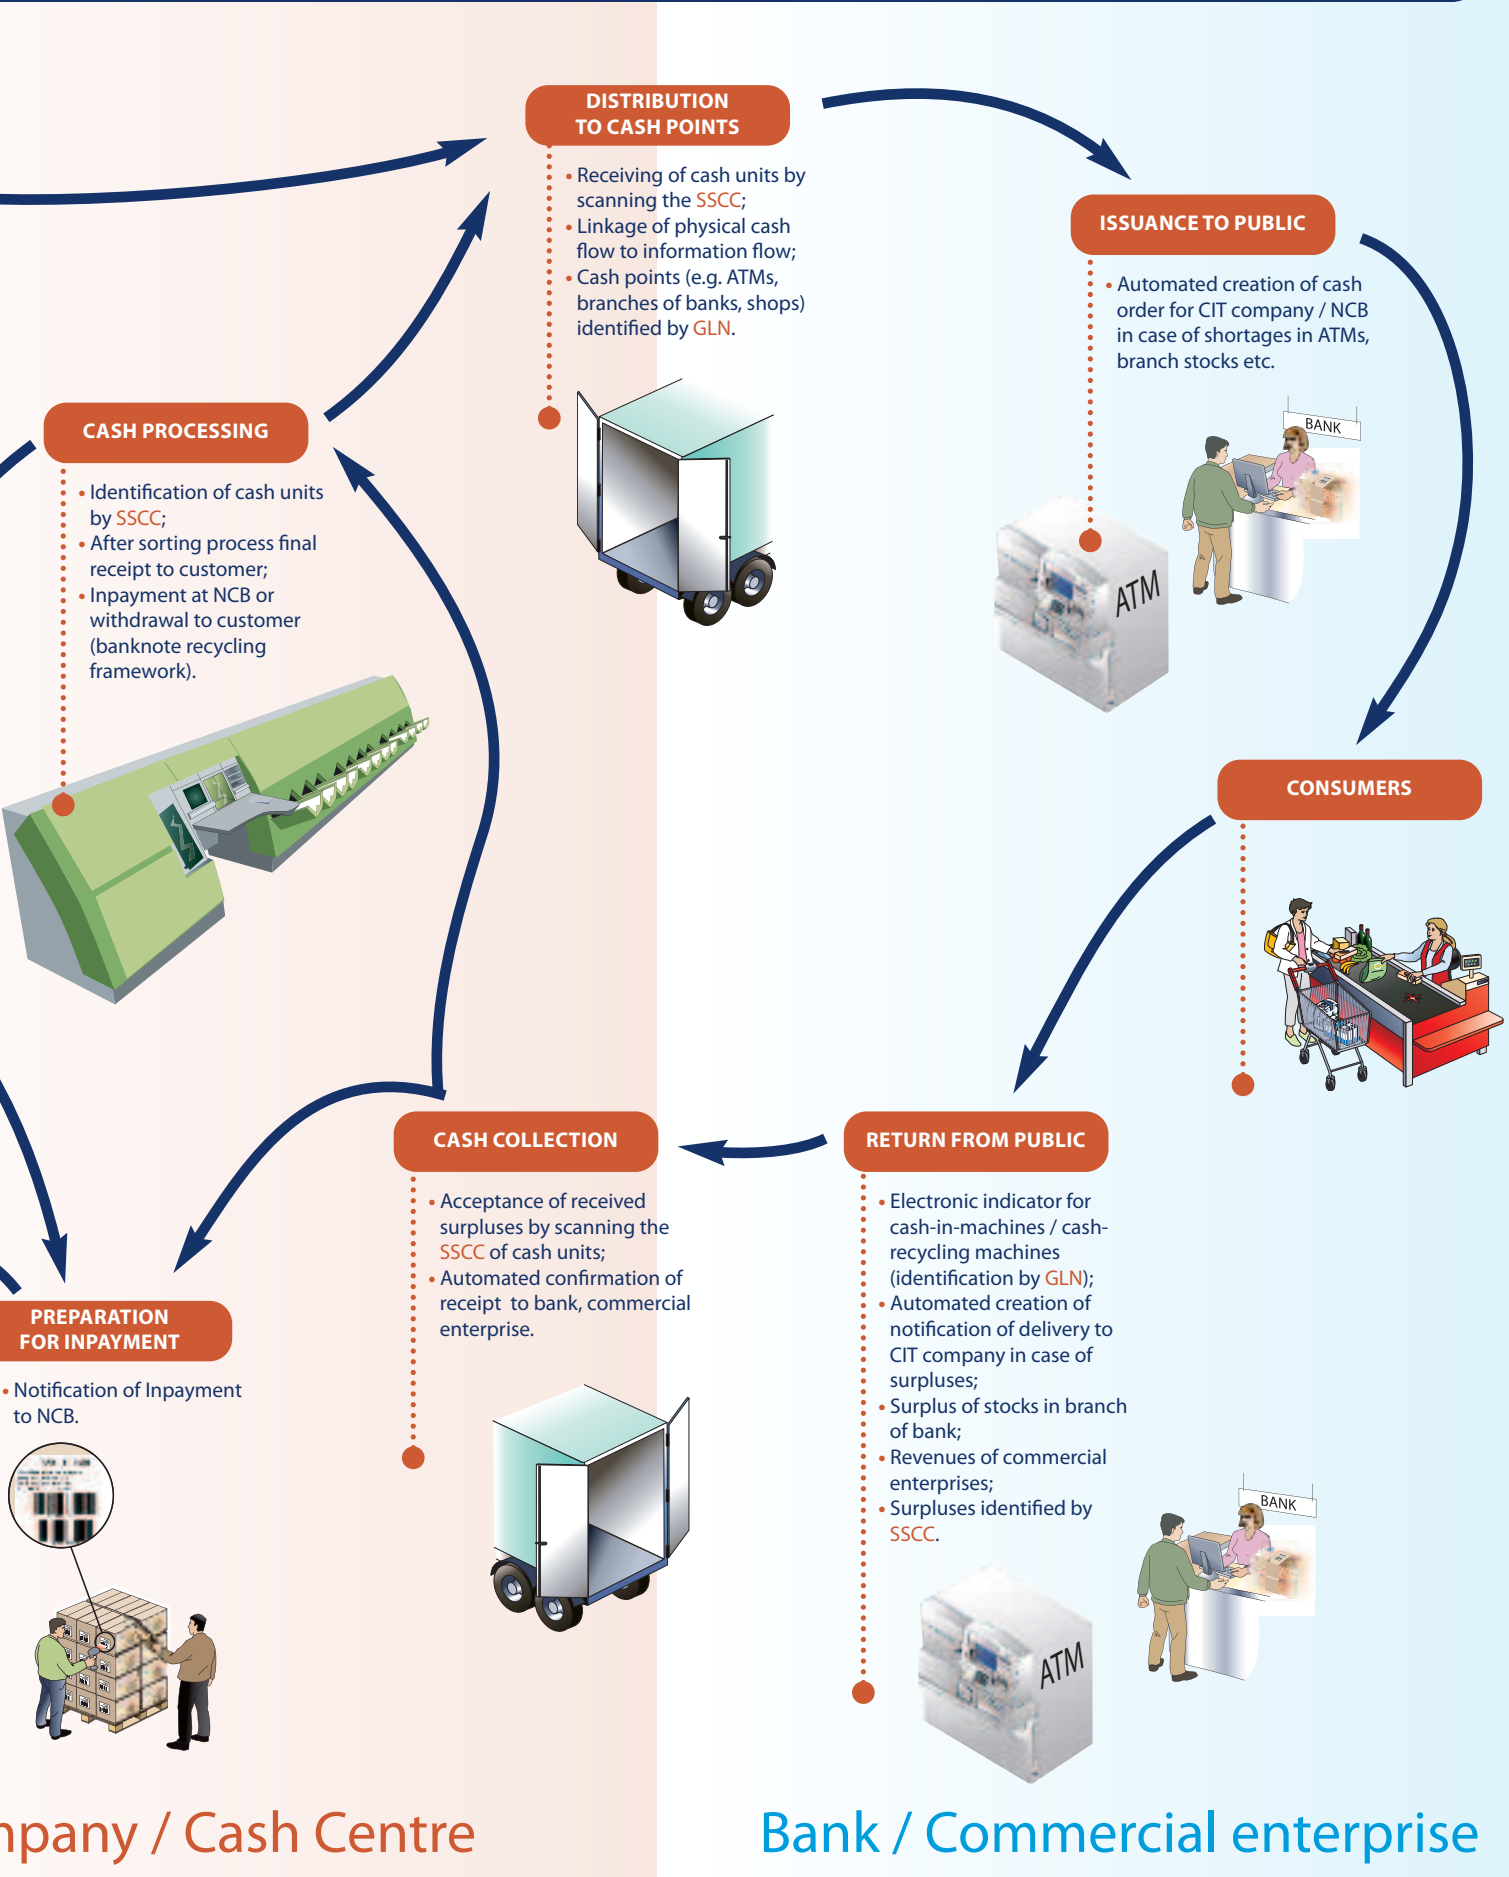 DISTRIBUTION
TO CASH POINTS
• Receiving of cash units by
scanning the SSCC;
• Linkage of physical cash
flow to information flow;
• Cash points (e.g. ATMs,
branches of banks, shops)
identified by GLN.
ISSUANCE TO PUBLIC
• Automated creation of cash
order for CIT company / NCB
in case of shortages in ATMs,
branch stocks etc.
BANK
ATM
CASH PROCESSING
• Identification of cash units
by SSCC;
• After sorting process final
receipt to customer;
• Inpayment at NCB or
withdrawal to customer
(banknote recycling
framework).
CONSUMERS
CASH COLLECTION
• Acceptance of received
surpluses by scanning the
SSCC of cash units;
• Automated confirmation of
receipt to bank, commercial
enterprise.
RETURN FROM PUBLIC
• Electronic indicator for
cash-in-machines / cash-
recycling machines
(identification by GLN);
• Automated creation of
notification of delivery to
CIT company in case of
surpluses;
• Surplus of stocks in branch
of bank;
• Revenues of commercial
enterprises;
• Surpluses identified by
SSCC.
BANK
ATM
PREPARATION
FOR INPAYMENT
• Notification of Inpayment
to NCB.
mpany / Cash Centre
Bank / Commercial enterprise